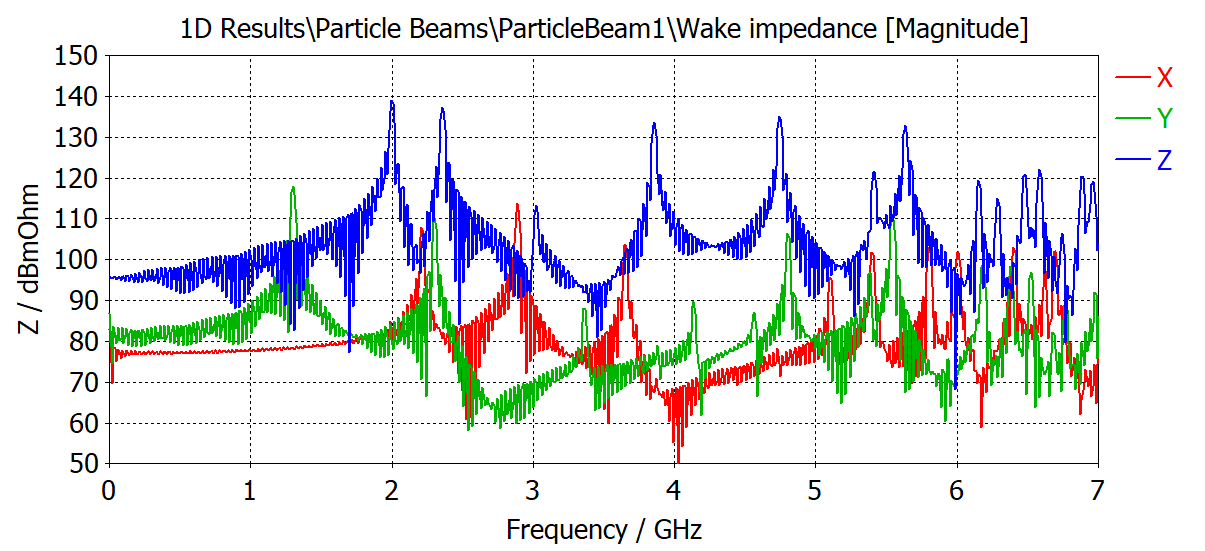 1D Results\Particle Beams\ParticleBeam1\Wake impedance [Magnitude]
150
140
130
120
110
100
90
80
70
60
50
Z / dBmOhm
0 1 2 3 4 5 6 7
Frequency / GHz
X
Y
Z